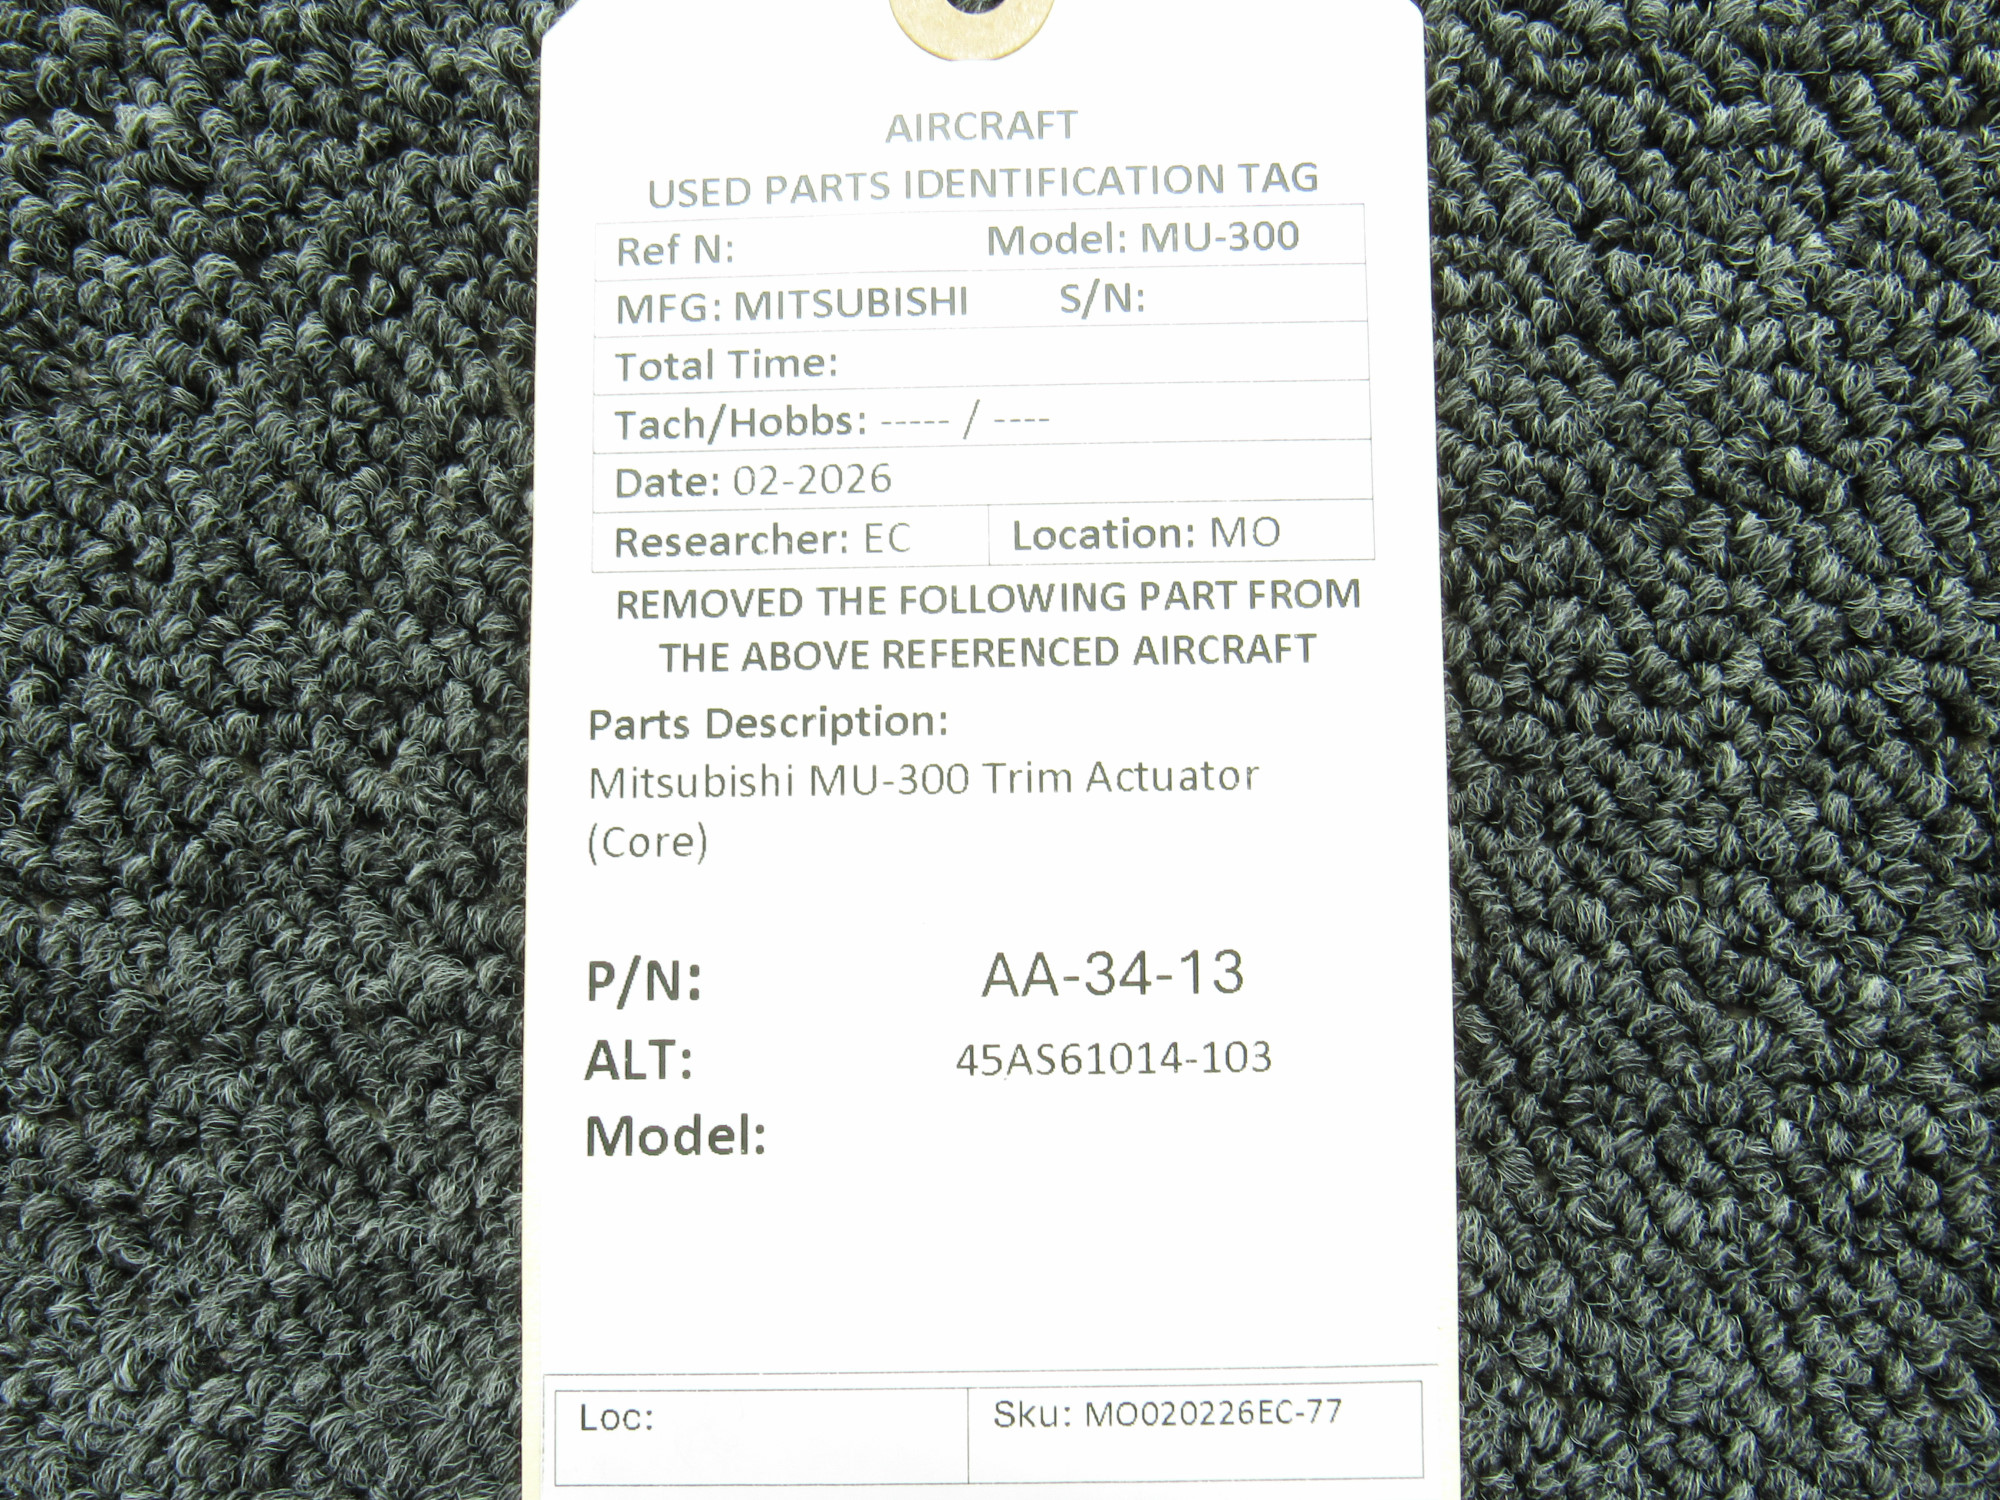 AIRCRAFT
USED PARTS IDENTIFICATION TAG
Ref N: Model: MU-300
MFG: MITSUBISHI S/N:
Total Time:
Tach/Hobbs: ----- / ----
Date: 02-2026
Researcher: EC Location: MO
REMOVED THE FOLLOWING PART FROM
THE ABOVE REFERENCED AIRCRAFT
Parts Description:
Mitsubishi MU-300 Trim Actuator
(Core)
P/N: AA-34-13
ALT: 45AS61014-103
Model:
Loc: Sku: MO020226EC-77